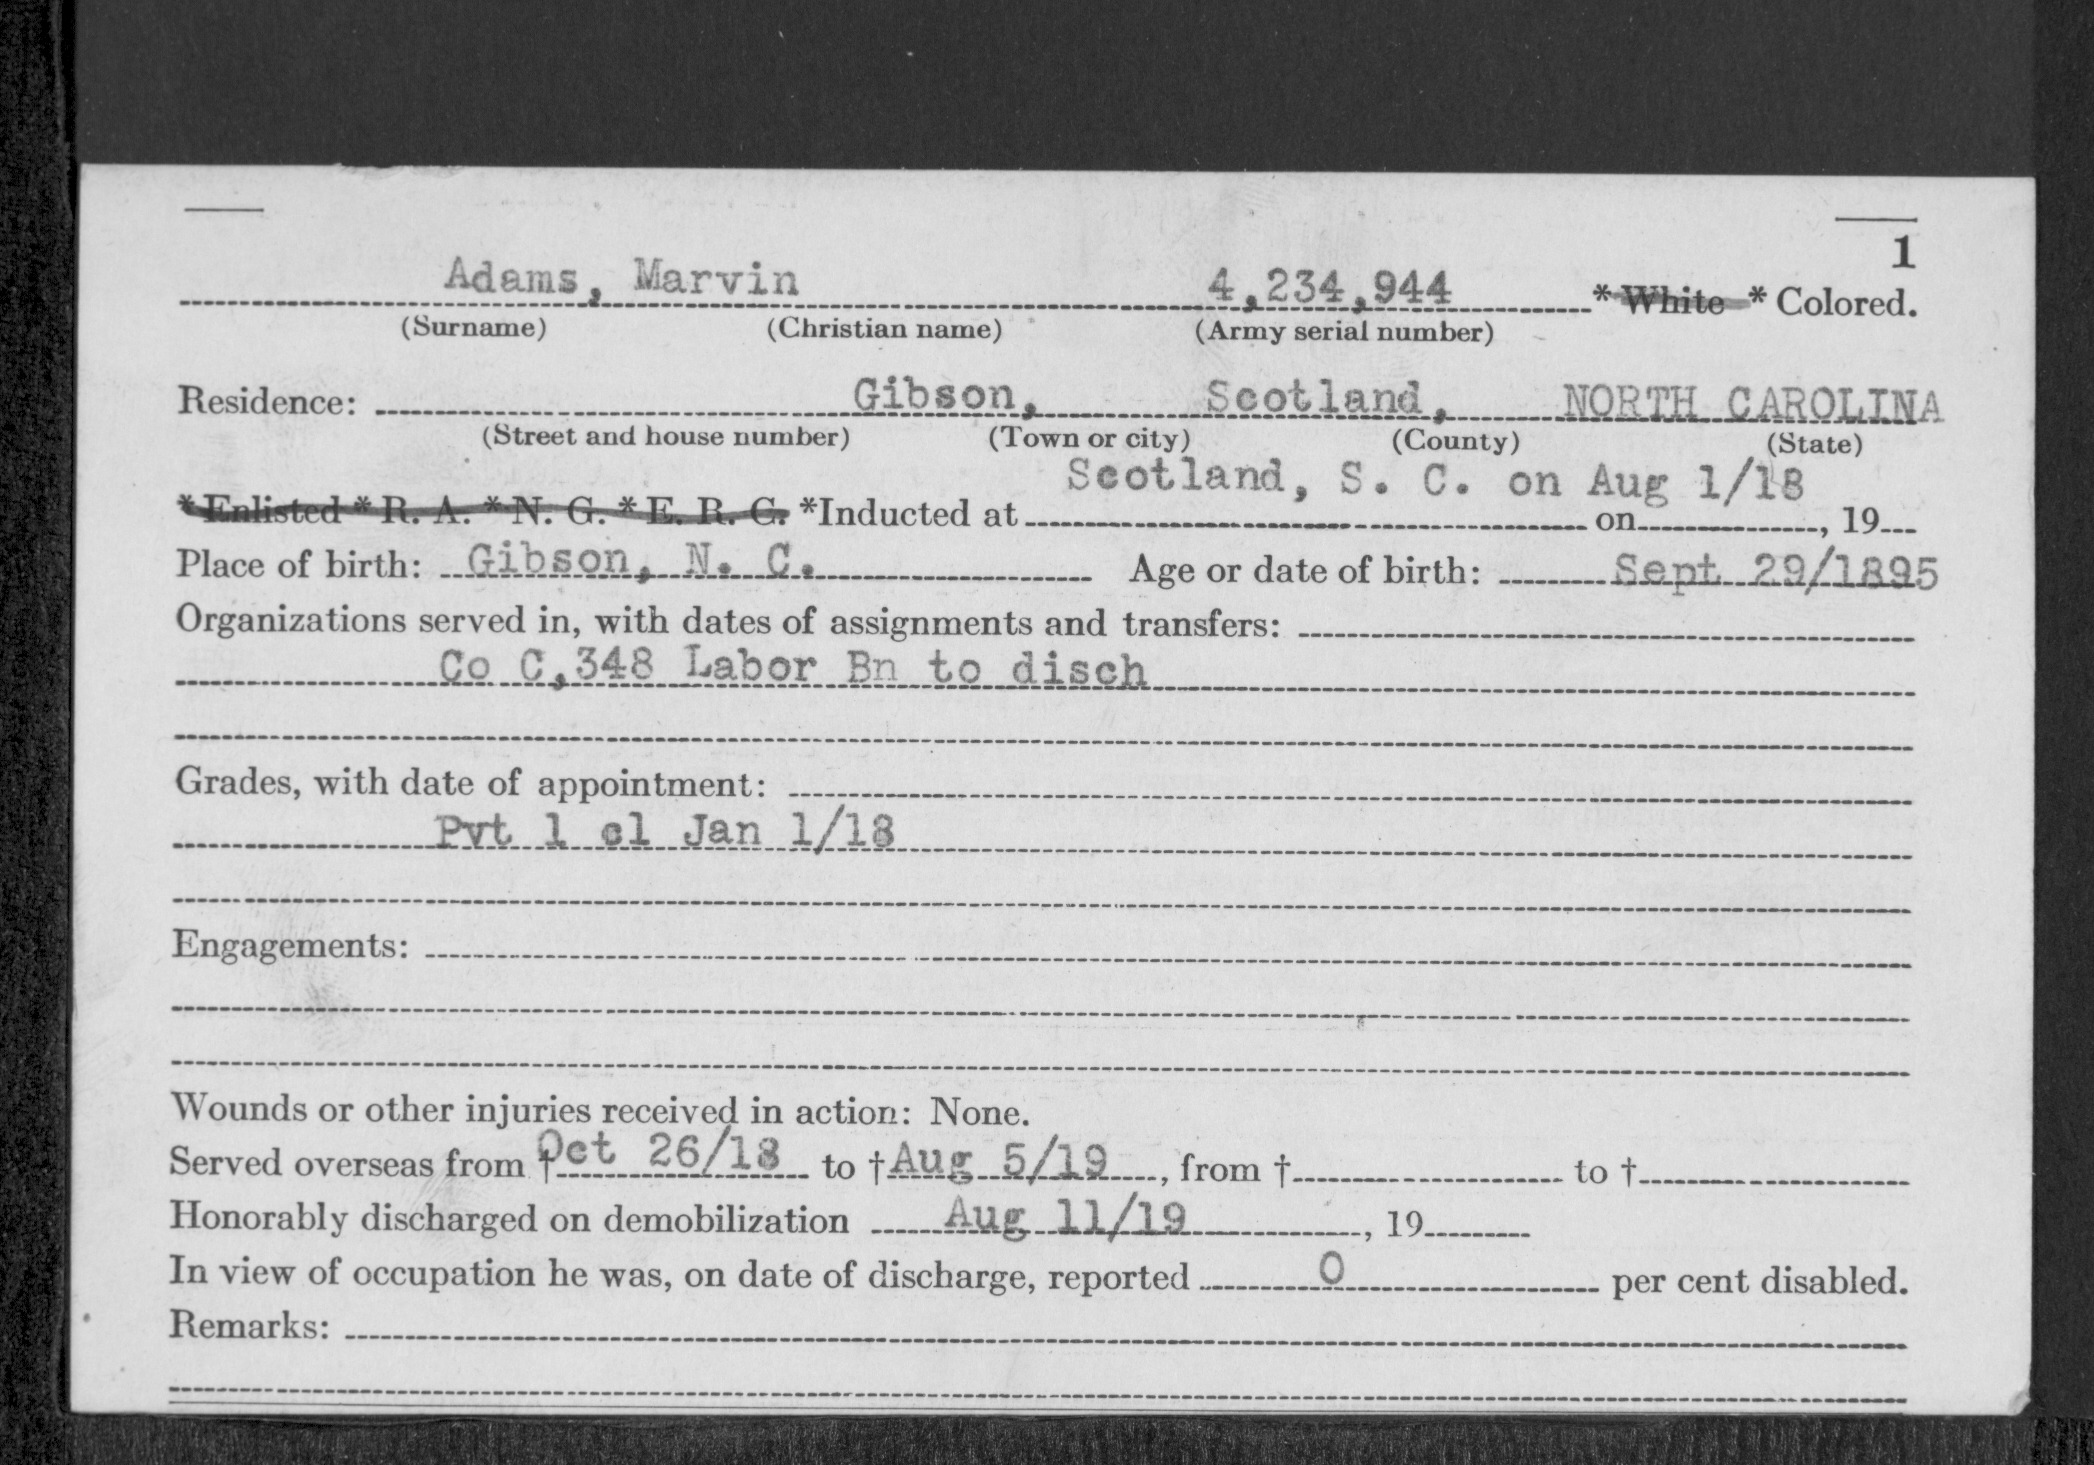 1
Adams, Marvin 4,234,944 * White * Colored.
(Surname) (Christian name) (Army serial number)
Residence: Gibson, Scotland, NORTH CAROLINA
(Street and house number) (Town or city) (County) (State)
Scotland, S. C. on Aug 1/18
* Enlisted * R. A. * N. G. * E. R. C. *Inducted at on , 19
Place of birth: Gibson, N. C. Age or date of birth: Sept 29/1895
Organizations served in, with dates of assignments and transfers:
Co C,348 Labor Bn to disch
Grades, with date of appointment:
Pvt 1 cl Jan 1/18
Engagements:
Wounds or other injuries received in action: None.
Served overseas from † Oct 26/18 to † Aug 5/19, from † to †
Honorably discharged on demobilization Aug 11/19, 19
In view of occupation he was, on date of discharge, reported 0 per cent disabled.
Remarks: